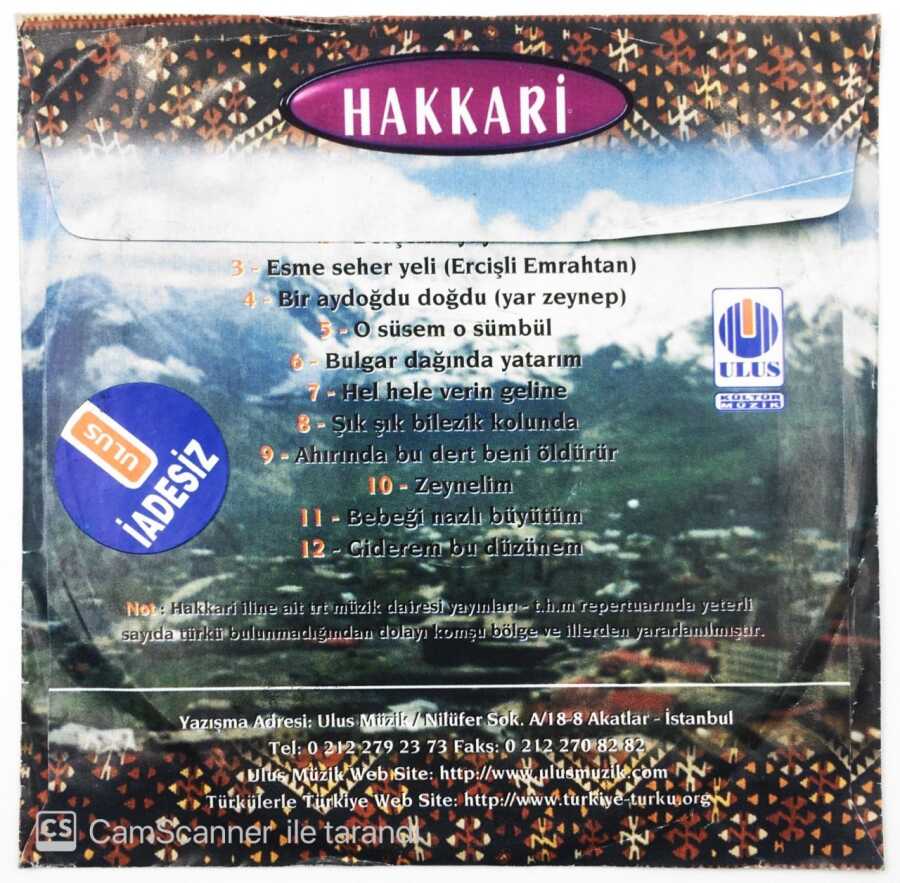 HAKKARİ
3 - Esme seher yeli (Ercişli Emrahtan)
4 - Bir aydoğdu doğdu (yar zeynep)
5 - O süsem o sümbül
6 - Bulgar dağında yatarım
7 - Hel hele verin geline
8 - Şık şık bilezik kolunda
9 - Ahırında bu dert beni öldürür
10 - Zeynelim
11 - Bebeği nazlı büyütüm
12 - Giderem bu düzünem
ULUS
KÜLTÜR
MÜZİK
ULUS
İADESİZ
Not : Hakkari iline ait trt müzik dairesi yayınları - t.h.m repertuarında yeterli
sayıda türkü bulunmadığından dolayı komşu bölge ve illerden yararlanılmıştır.
Yazışma Adresi: Ulus Müzik / Nilüfer Sok. A/18-8 Akatlar - İstanbul
Tel: 0 212 279 23 73 Faks: 0 212 270 82 82
Ulus Müzik Web Site: http://www.ulusmuzik.com
Türkülerle Türkiye Web Site: http://www.turkiye-turku.org
CS CamScanner ile tarandı